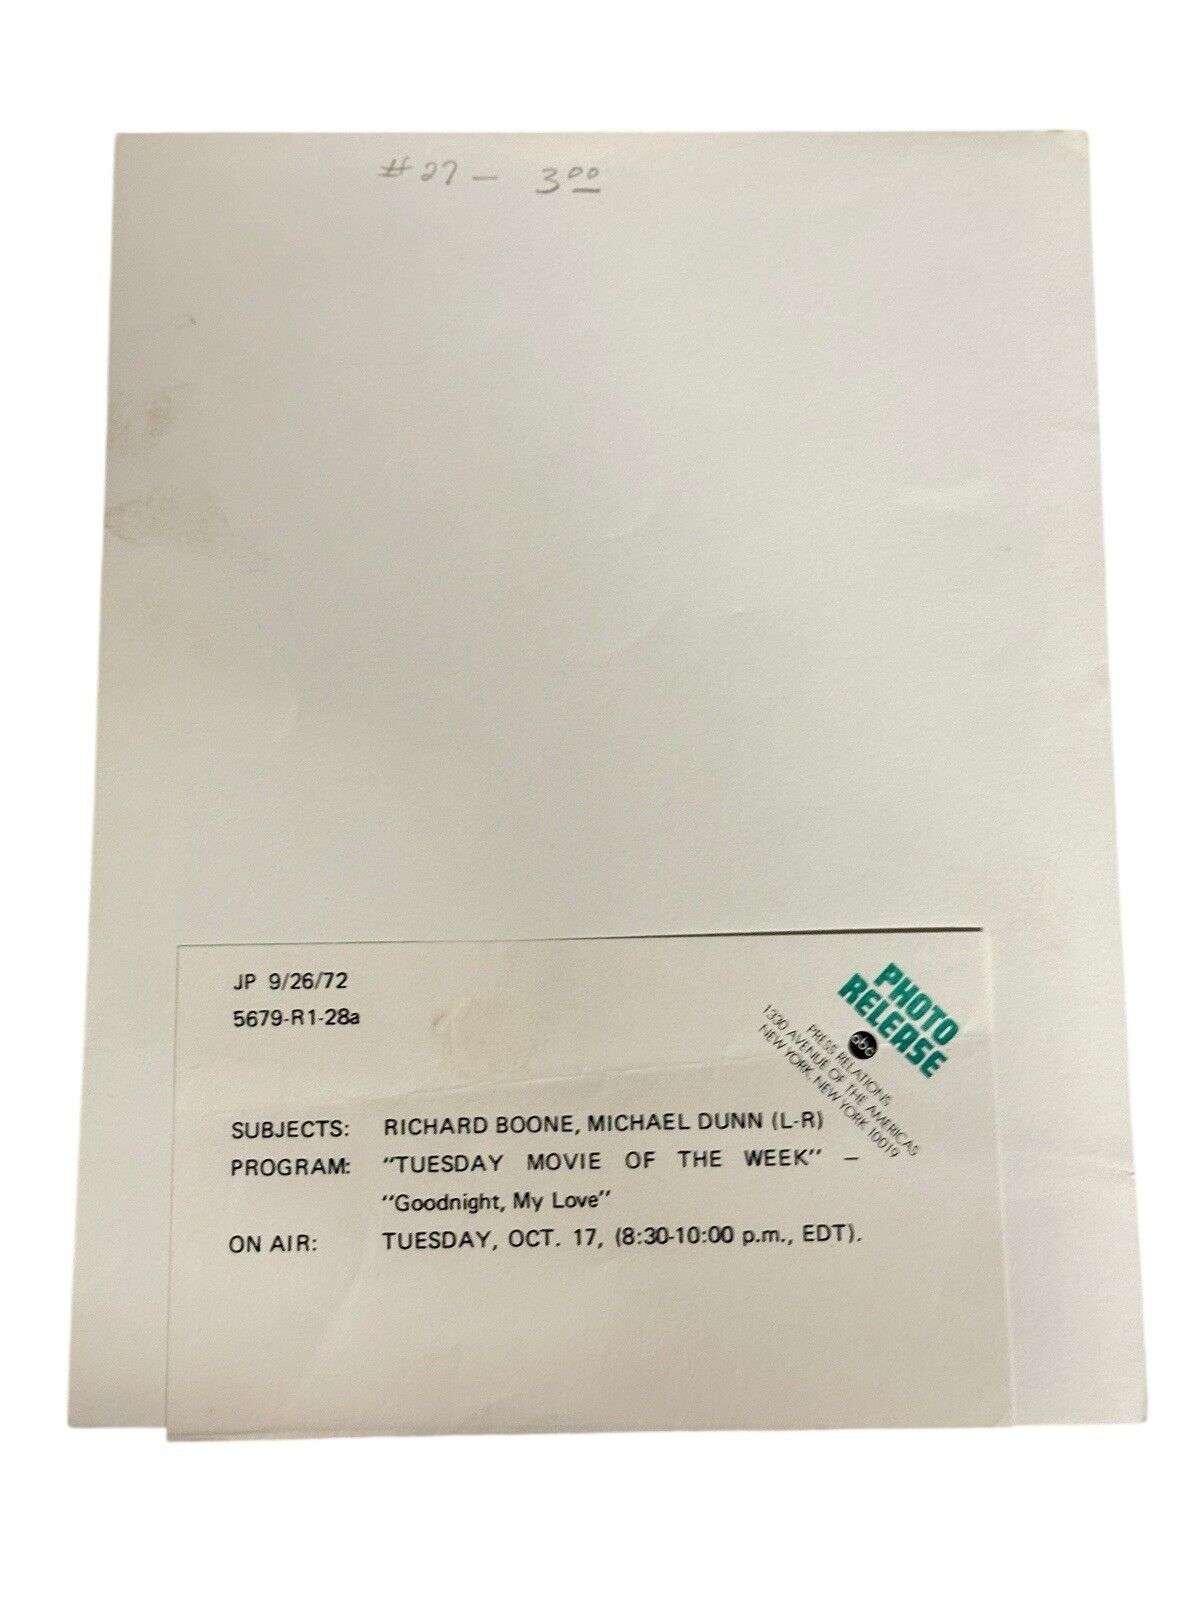 #27 — 3.00
JP 9/26/72
5679-R1-28a
PHOTO
RELEASE
abc
PRESS RELATIONS
1330 AVENUE OF THE AMERICAS
NEW YORK, NEW YORK 10019
SUBJECTS: RICHARD BOONE, MICHAEL DUNN (L-R)
PROGRAM: "TUESDAY MOVIE OF THE WEEK" —
"Goodnight, My Love"
ON AIR: TUESDAY, OCT. 17, (8:30-10:00 p.m., EDT).